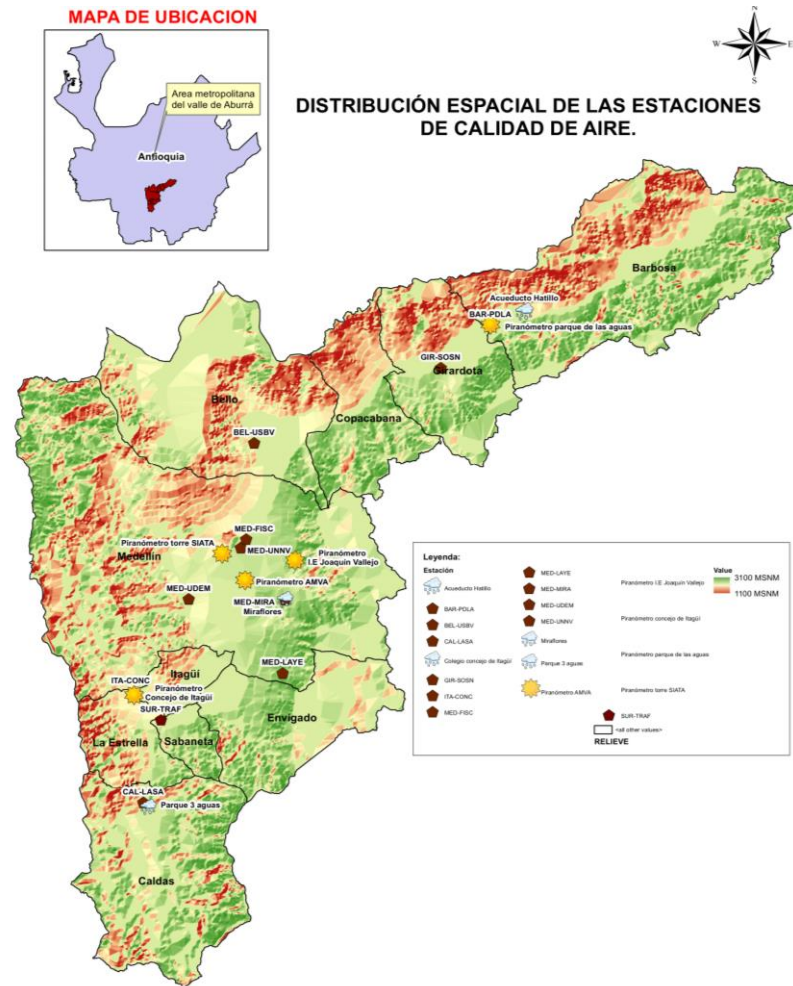 MAPA DE UBICACION
Area metropolitana
del valle de Aburrá
Antioquia
N
W
E
S
DISTRIBUCIÓN ESPACIAL DE LAS ESTACIONES
DE CALIDAD DE AIRE.
Barbosa
Acueducto Hatillo
BAR-PDLA
Piranómetro parque de las aguas
GIR-SOSN
Girardota
Bello
Copacabana
BEL-USBV
MED-FISC
Piranómetro torre SIATA
MED-UNNV
Piranómetro
I.E Joaquín Vallejo
Medellín
Piranómetro AMVA
MED-UDEM
MED-MIRA
Miraflores
Itagüí
MED-LAYE
ITA-CONC
Piranómetro
Concejo de Itagüí
SUR-TRAF
Envigado
La Estrella
Sabaneta
CAL-LASA
Parque 3 aguas
Caldas
Leyenda:
Estación
Acueducto Hatillo
BAR-PDLA
BEL-USBV
CAL-LASA
Colegio concejo de Itagüí
GIR-SOSN
ITA-CONC
MED-FISC
MED-LAYE
MED-MIRA
MED-UDEM
MED-UNNV
Miraflores
Parque 3 aguas
Piranómetro AMVA
Piranómetro I.E Joaquín Vallejo
Piranómetro concejo de Itagüí
Piranómetro parque de las aguas
Piranómetro torre SIATA
SUR-TRAF
<all other values>
RELIEVE
Value
3100 MSNM
1100 MSNM